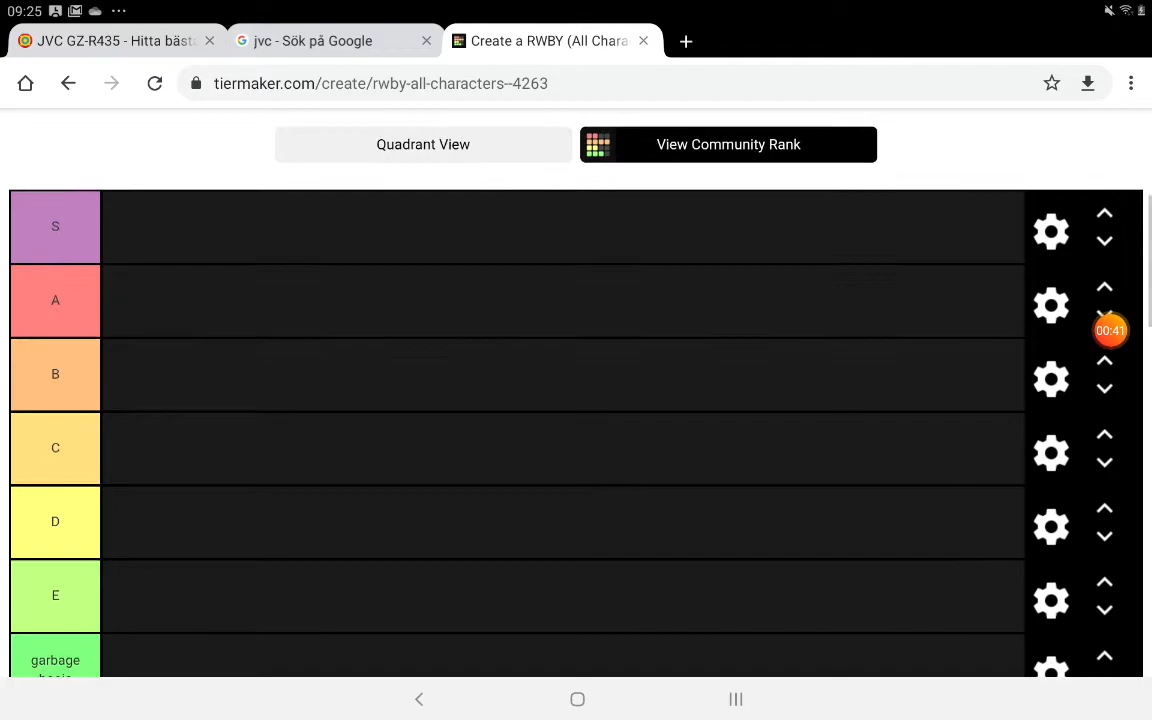 09:25
JVC GZ-R435 - Hitta bäst
jvc - Sök på Google
Create a RWBY (All Chara
tiermaker.com/create/rwby-all-characters--4263
Quadrant View
View Community Rank
S
A
00:41
B
C
D
E
garbage